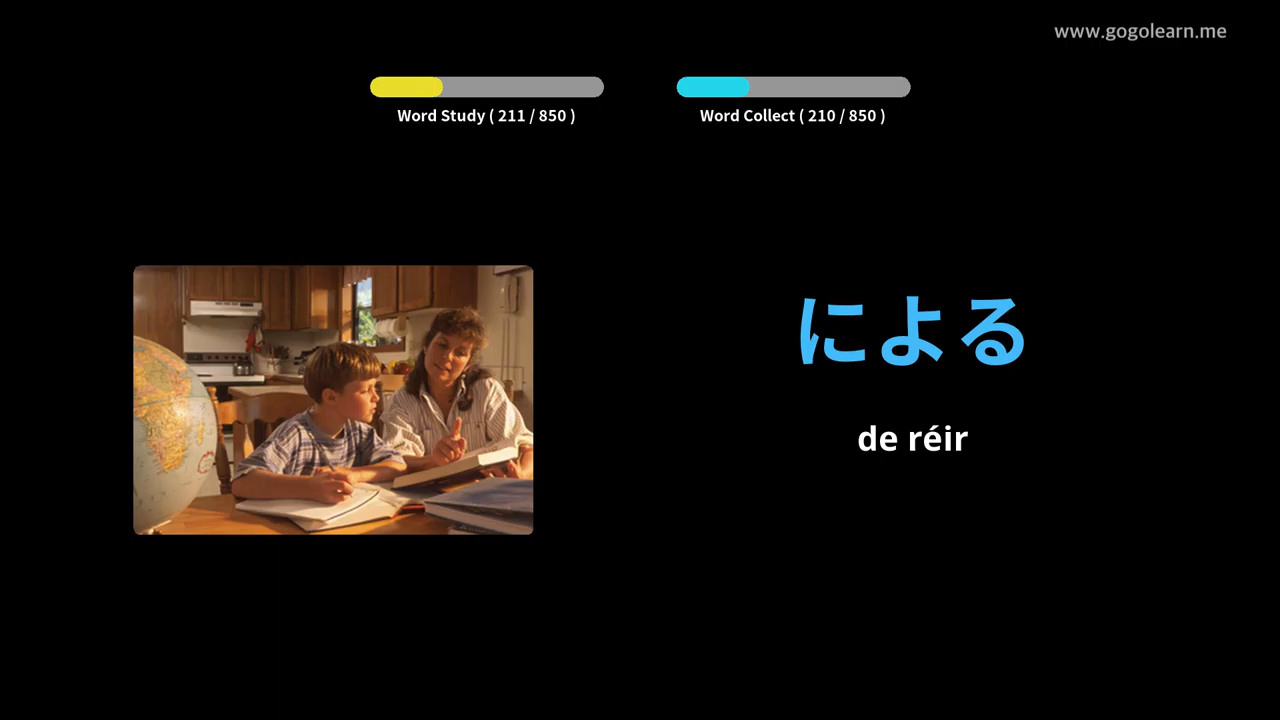 www.gogolearn.me
Word Study ( 211 / 850 )
Word Collect ( 210 / 850 )
による
de réir